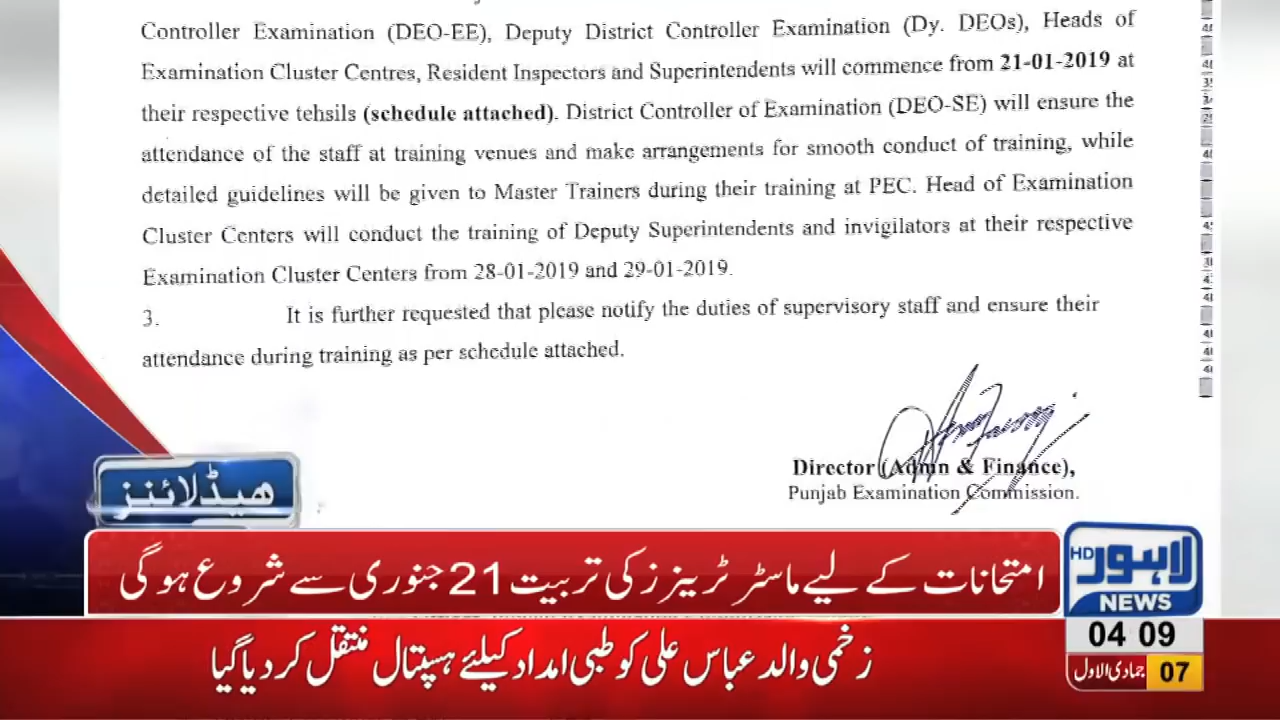 Controller Examination (DEO-EE), Deputy District Controller Examination (Dy. DEOs), Heads of
Examination Cluster Centres, Resident Inspectors and Superintendents will commence from 21-01-2019 at
their respective tehsils (schedule attached). District Controller of Examination (DEO-SE) will ensure the
attendance of the staff at training venues and make arrangements for smooth conduct of training, while
detailed guidelines will be given to Master Trainers during their training at PEC. Head of Examination
Cluster Centers will conduct the training of Deputy Superintendents and invigilators at their respective
Examination Cluster Centers from 28-01-2019 and 29-01-2019.
3. It is further requested that please notify the duties of supervisory staff and ensure their
attendance during training as per schedule attached.
Director (Admn & Finance),
Punjab Examination Commission.
ہیڈلائنز
امتحانات کے لیے ماسٹر ٹرینرز کی تربیت 21 جنوری سے شروع ہوگی
لاہور HD
NEWS
زخمی والد عباس علی کو طبی امداد کیلئے ہسپتال منتقل کر دیا گیا
04 09
07 جمادی الاول